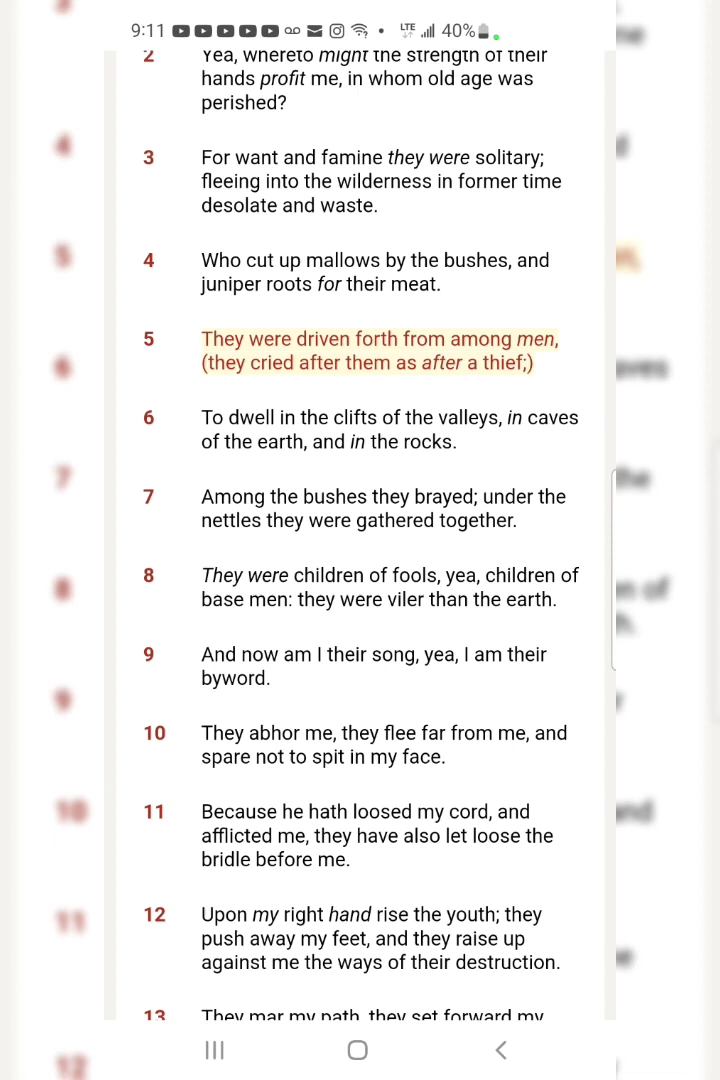 9:11 LTE 40%
2 Yea, whereto might the strength of their
hands profit me, in whom old age was
perished?
3 For want and famine they were solitary;
fleeing into the wilderness in former time
desolate and waste.
4 Who cut up mallows by the bushes, and
juniper roots for their meat.
5 They were driven forth from among men,
(they cried after them as after a thief;)
6 To dwell in the clifts of the valleys, in caves
of the earth, and in the rocks.
7 Among the bushes they brayed; under the
nettles they were gathered together.
8 They were children of fools, yea, children of
base men: they were viler than the earth.
9 And now am I their song, yea, I am their
byword.
10 They abhor me, they flee far from me, and
spare not to spit in my face.
11 Because he hath loosed my cord, and
afflicted me, they have also let loose the
bridle before me.
12 Upon my right hand rise the youth; they
push away my feet, and they raise up
against me the ways of their destruction.
13 They mar my path, they set forward my